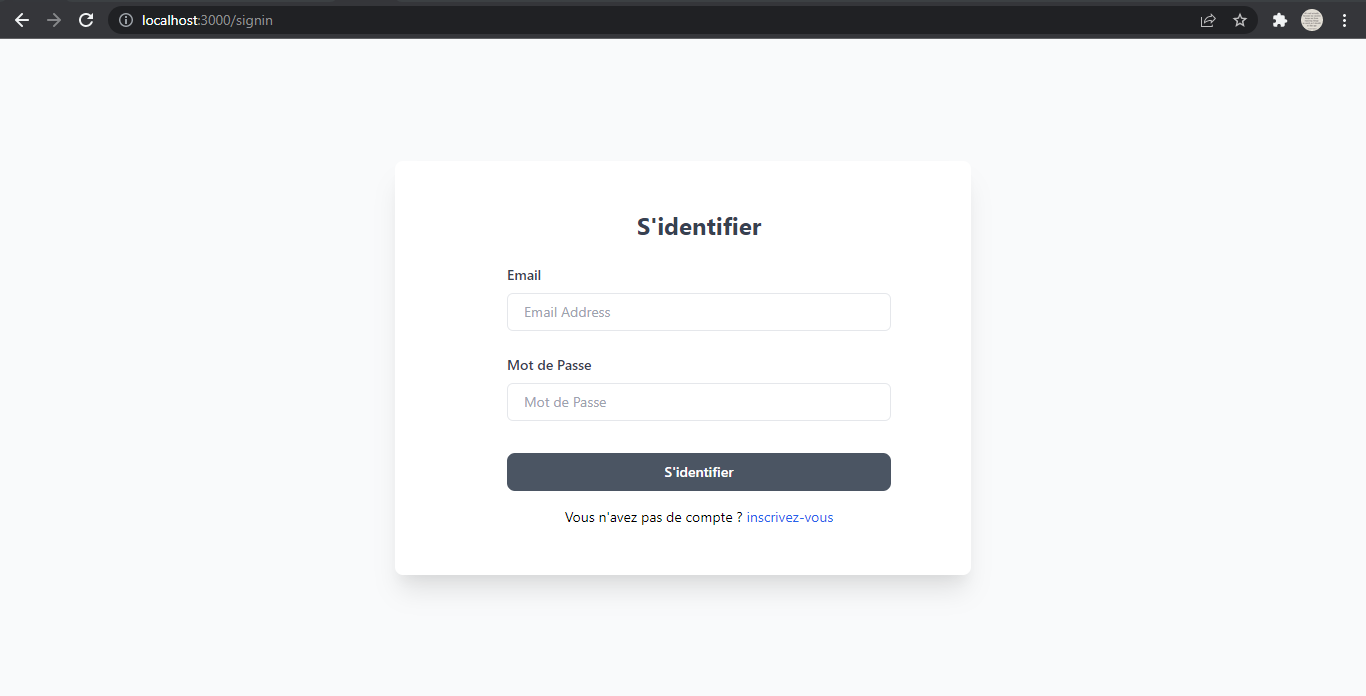 localhost:3000/signin
S'identifier
Email
Email Address
Mot de Passe
Mot de Passe
S'identifier
Vous n'avez pas de compte ? inscrivez-vous